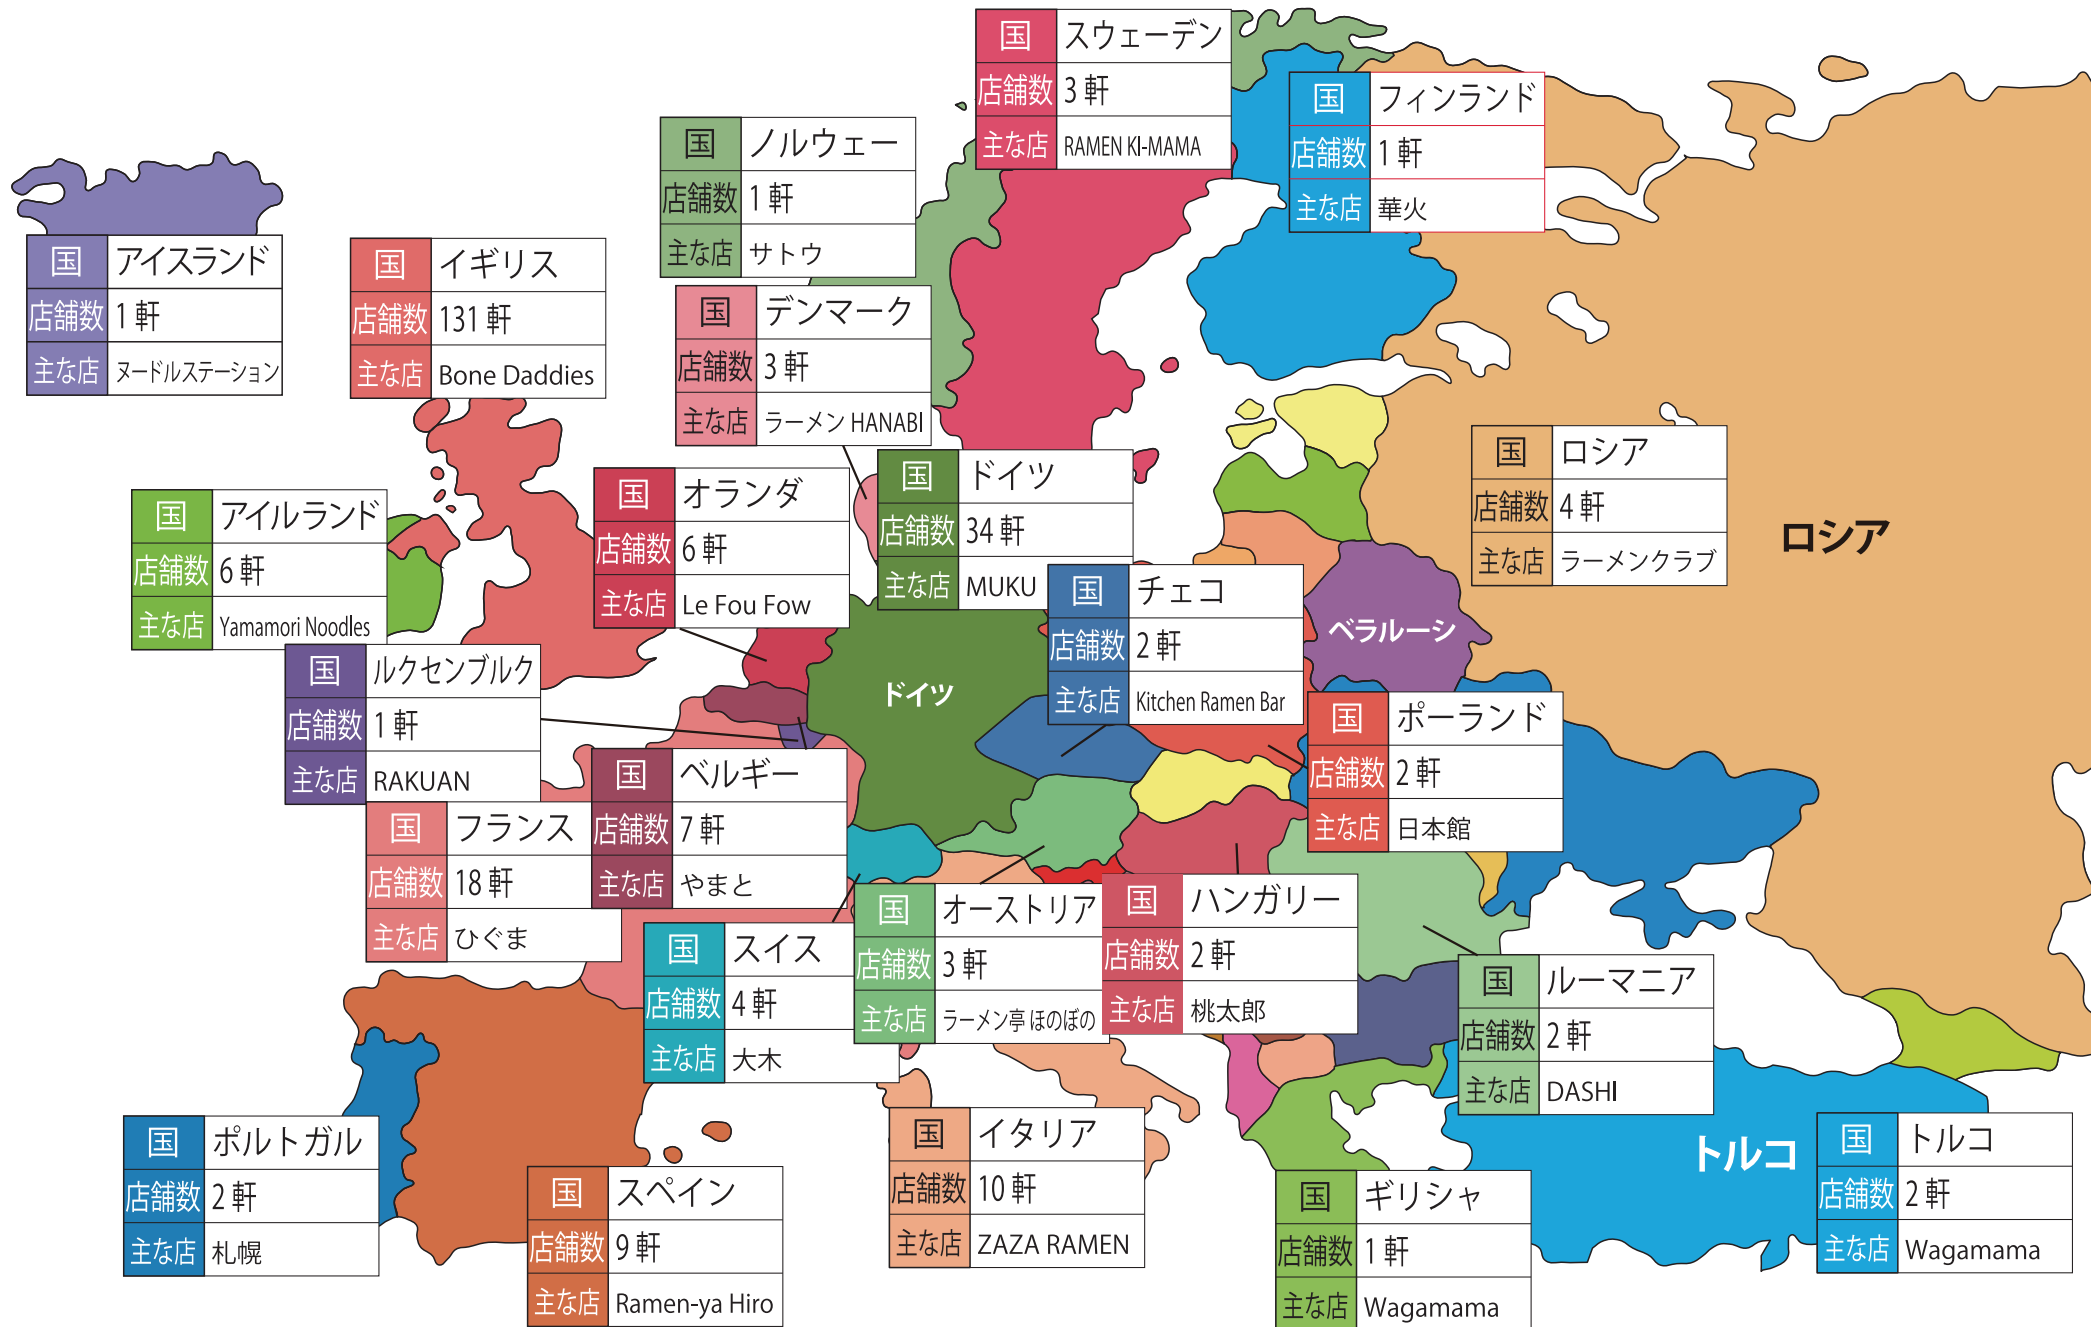 国 スウェーデン
店舗数 3 軒
主な店 RAMEN KI-MAMA
国 フィンランド
店舗数 1 軒
主な店 華火
国 ノルウェー
店舗数 1 軒
主な店 サトウ
国 アイスランド
店舗数 1 軒
主な店 ヌードルステーション
国 イギリス
店舗数 131 軒
主な店 Bone Daddies
国 デンマーク
店舗数 3 軒
主な店 ラーメン HANABI
国 ロシア
店舗数 4 軒
主な店 ラーメンクラブ
ロシア
国 ドイツ
店舗数 34 軒
主な店 MUKU
国 オランダ
店舗数 6 軒
主な店 Le Fou Fow
国 アイルランド
店舗数 6 軒
主な店 Yamamori Noodles
国 チェコ
店舗数 2 軒
主な店 Kitchen Ramen Bar
ベラルーシ
ドイツ
国 ルクセンブルク
店舗数 1 軒
主な店 RAKUAN
国 ポーランド
店舗数 2 軒
主な店 日本館
国 ベルギー
店舗数 7 軒
主な店 やまと
国 フランス
店舗数 18 軒
主な店 ひぐま
国 スイス
店舗数 4 軒
主な店 大木
国 オーストリア
店舗数 3 軒
主な店 ラーメン亭 ほのぼの
国 ハンガリー
店舗数 2 軒
主な店 桃太郎
国 ルーマニア
店舗数 2 軒
主な店 DASHI
国 ポルトガル
店舗数 2 軒
主な店 札幌
国 スペイン
店舗数 9 軒
主な店 Ramen-ya Hiro
国 イタリア
店舗数 10 軒
主な店 ZAZA RAMEN
国 ギリシャ
店舗数 1 軒
主な店 Wagamama
トルコ
国 トルコ
店舗数 2 軒
主な店 Wagamama